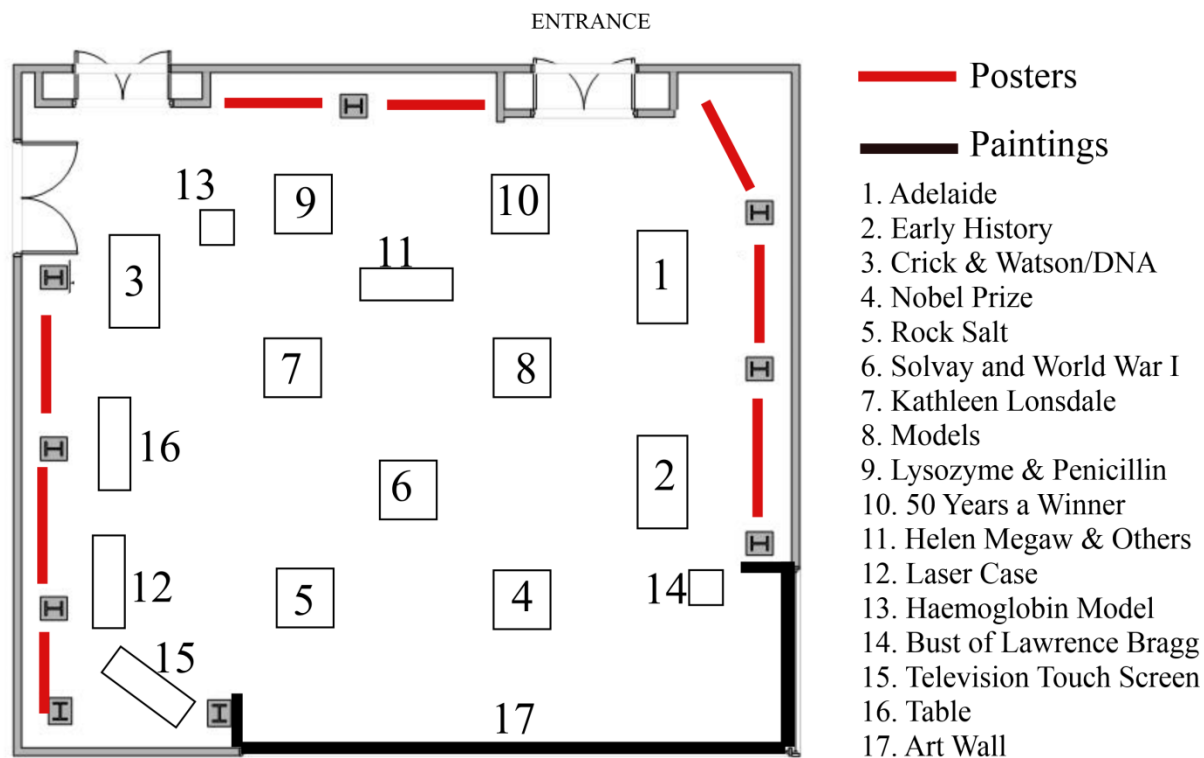 ENTRANCE
Posters
Paintings
1. Adelaide
2. Early History
3. Crick & Watson/DNA
4. Nobel Prize
5. Rock Salt
6. Solvay and World War I
7. Kathleen Lonsdale
8. Models
9. Lysozyme & Penicillin
10. 50 Years a Winner
11. Helen Megaw & Others
12. Laser Case
13. Haemoglobin Model
14. Bust of Lawrence Bragg
15. Television Touch Screen
16. Table
17. Art Wall
13
9
10
11
3
1
7
8
16
6
2
12
5
4
14
15
17